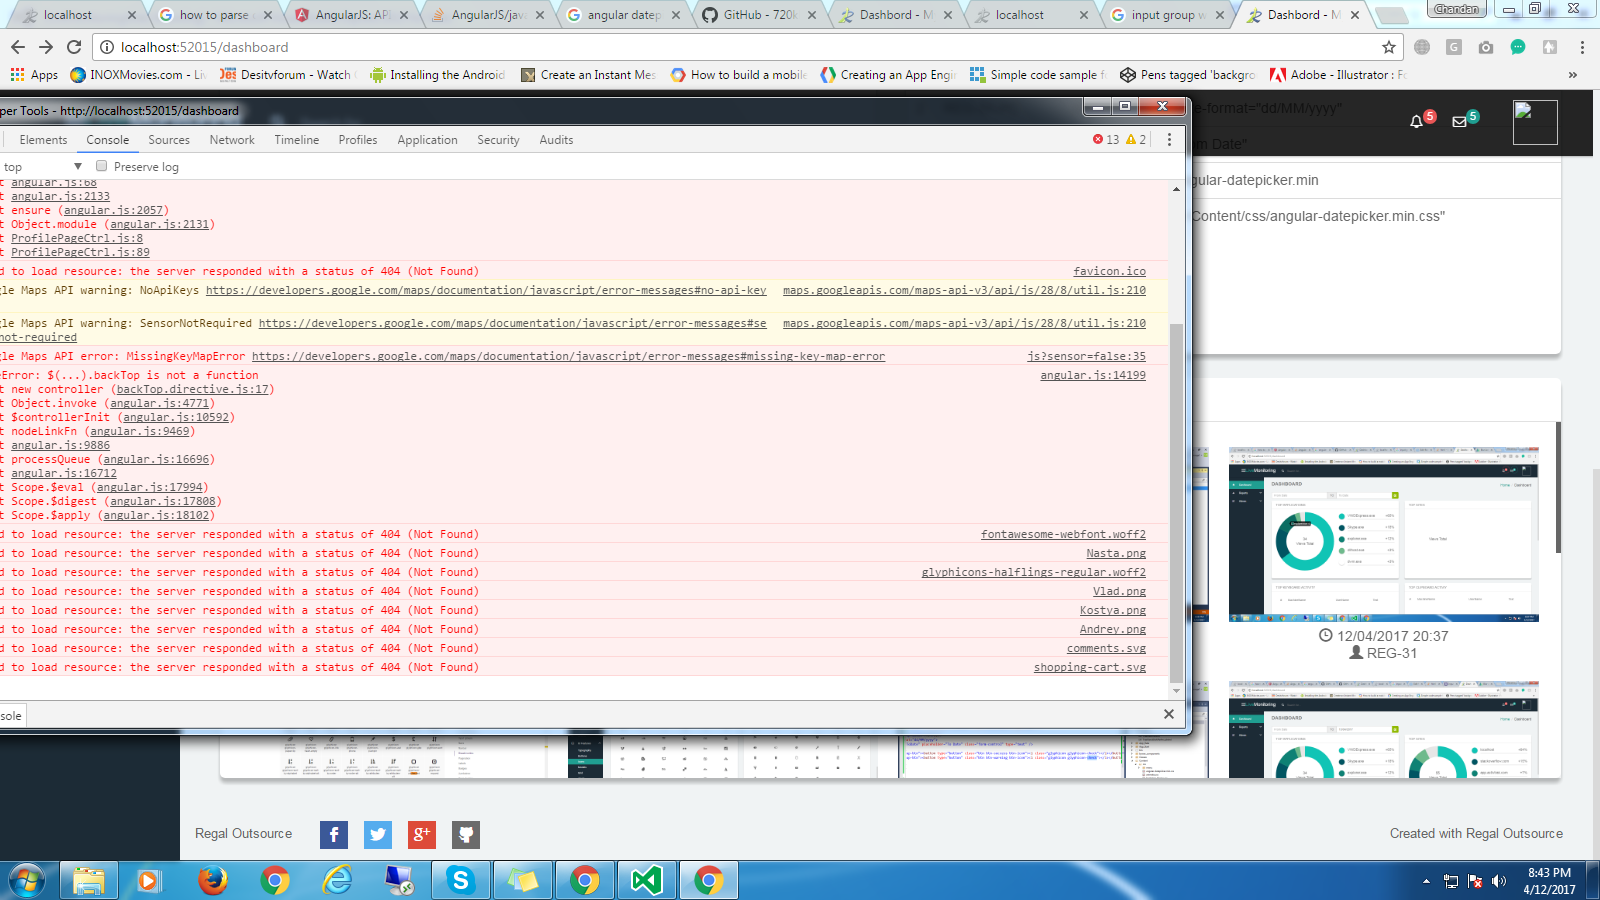 localhost
how to parse
AngularJS: AP
AngularJS/jav
angular datep
GitHub - 720k
Dashbord - M
localhost
input group w
Dashbord - M
Chandan
localhost:52015/dashboard
Apps
INOXMovies.com - Liv
Desitvforum - Watch
Installing the Android
Create an Instant Mes
How to build a mobile
Creating an App Engi
Simple code sample f
Pens tagged 'backgro
Adobe - Illustrator : Fo
per Tools - http://localhost:52015/dashboard
e-format="dd/MM/yyyy"
5
5
m Date"
Elements
Console
Sources
Network
Timeline
Profiles
Application
Security
Audits
13
2
top
Preserve log
gular-datepicker.min
Content/css/angular-datepicker.min.css"
t angular.js:68
t angular.js:2133
t ensure (angular.js:2057)
t Object.module (angular.js:2131)
t ProfilePageCtrl.js:8
t ProfilePageCtrl.js:89
d to load resource: the server responded with a status of 404 (Not Found) favicon.ico
gle Maps API warning: NoApiKeys https://developers.google.com/maps/documentation/javascript/error-messages#no-api-key maps.googleapis.com/maps-api-v3/api/js/28/8/util.js:210
gle Maps API warning: SensorNotRequired https://developers.google.com/maps/documentation/javascript/error-messages#se maps.googleapis.com/maps-api-v3/api/js/28/8/util.js:210
not-required
gle Maps API error: MissingKeyMapError https://developers.google.com/maps/documentation/javascript/error-messages#missing-key-map-error js?sensor=false:35
eError: $(...).backTop is not a function angular.js:14199
t new controller (backTop.directive.js:17)
t Object.invoke (angular.js:4771)
t $controllerInit (angular.js:10592)
t nodeLinkFn (angular.js:9469)
t angular.js:9886
t processQueue (angular.js:16696)
t angular.js:16712
t Scope.$eval (angular.js:17994)
t Scope.$digest (angular.js:17808)
t Scope.$apply (angular.js:18102)
d to load resource: the server responded with a status of 404 (Not Found) fontawesome-webfont.woff2
d to load resource: the server responded with a status of 404 (Not Found) Nasta.png
d to load resource: the server responded with a status of 404 (Not Found) glyphicons-halflings-regular.woff2
d to load resource: the server responded with a status of 404 (Not Found) Vlad.png
d to load resource: the server responded with a status of 404 (Not Found) Kostya.png
d to load resource: the server responded with a status of 404 (Not Found) Andrey.png
d to load resource: the server responded with a status of 404 (Not Found) comments.svg
d to load resource: the server responded with a status of 404 (Not Found) shopping-cart.svg
sole
DASHBOARD
12/04/2017 20:37
REG-31
DASHBOARD
Regal Outsource
Created with Regal Outsource
8:43 PM
4/12/2017